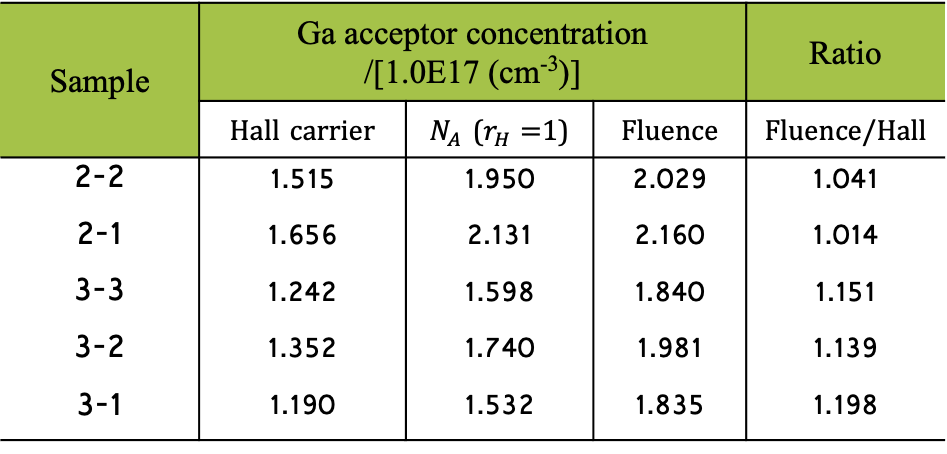 Sample Ga acceptor concentration /[1.0E17 (cm⁻³)] Ratio
Hall carrier N_A (r_H =1) Fluence Fluence/Hall
2-2 1.515 1.950 2.029 1.041
2-1 1.656 2.131 2.160 1.014
3-3 1.242 1.598 1.840 1.151
3-2 1.352 1.740 1.981 1.139
3-1 1.190 1.532 1.835 1.198